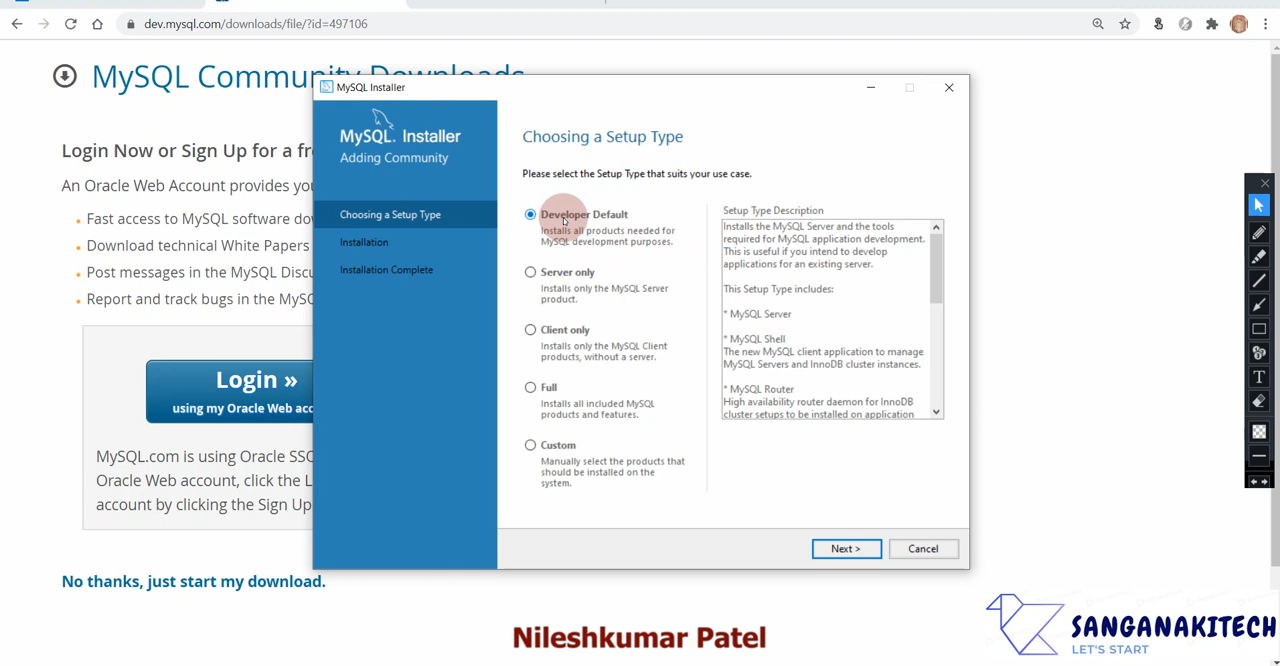 dev.mysql.com/downloads/file/?id=497106
MySQL Community Downloads
Login Now or Sign Up for a fr
An Oracle Web Account provides you
• Fast access to MySQL software do
• Download technical White Papers
• Post messages in the MySQL Discu
• Report and track bugs in the MySQ
Login »
using my Oracle Web acc
MySQL.com is using Oracle SSO
Oracle Web account, click the L
account by clicking the Sign Up
No thanks, just start my download.
MySQL Installer
MySQL. Installer
Adding Community
Choosing a Setup Type
Installation
Installation Complete
Choosing a Setup Type
Please select the Setup Type that suits your use case.
Developer Default
Installs all products needed for
MySQL development purposes.
Server only
Installs only the MySQL Server
product.
Client only
Installs only the MySQL Client
products, without a server.
Full
Installs all included MySQL
products and features.
Custom
Manually select the products that
should be installed on the
system.
Setup Type Description
Installs the MySQL Server and the tools
required for MySQL application development.
This is useful if you intend to develop
applications for an existing server.
This Setup Type includes:
* MySQL Server
* MySQL Shell
The new MySQL client application to manage
MySQL Servers and InnoDB cluster instances.
* MySQL Router
High availability router daemon for InnoDB
cluster setups to be installed on application
Next >
Cancel
T
Nileshkumar Patel
SANGANAKITECH
LET'S START